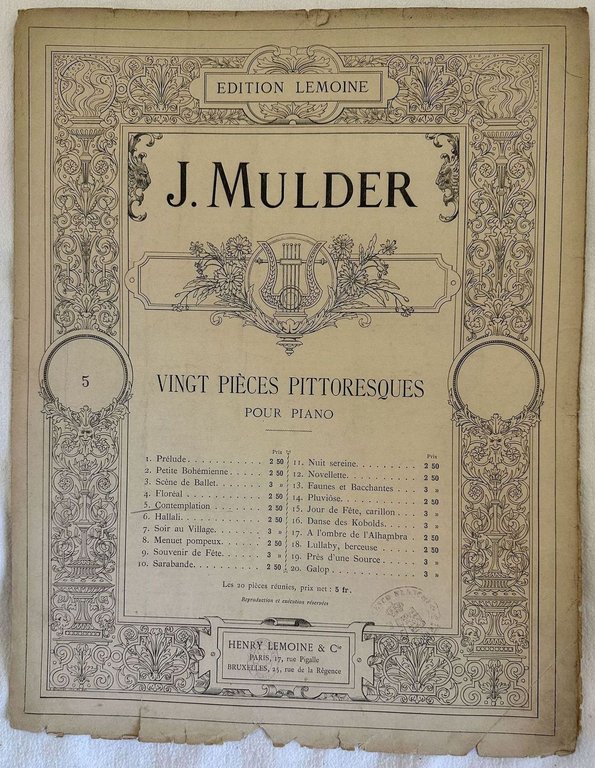 EDITION LEMOINE
J. MULDER
5
VINGT PIÈCES PITTORESQUES
POUR PIANO
Prix
1. Prélude . . . . . . . . . . . 2 50
2. Petite Bohémienne . . . . . 2 50
3. Scène de Ballet. . . . . . . 3 »
4. Floréal . . . . . . . . . . . 2 50
5. Contemplation . . . . . . . 2 50
6. Hallali. . . . . . . . . . . . 2 50
7. Soir au Village. . . . . . . 3 »
8. Menuet pompeux. . . . . . 2 50
9. Souvenir de Fête. . . . . . 3 »
10. Sarabande. . . . . . . . . . 2 50
Prix
11. Nuit sereine. . . . . . . . . 2 50
12. Novellette. . . . . . . . . . 2 50
13. Faunes et Bacchantes . . . 3 »
14. Pluviôse. . . . . . . . . . . 2 50
15. Jour de Fête, carillon . . . 3 »
16. Danse des Kobolds. . . . . 3 »
17. A l'ombre de l'Alhambra . 2 50
18. Lullaby, berceuse . . . . . 2 50
19. Près d'une Source . . . . . 3 »
20. Galop . . . . . . . . . . . . 3 »
Les 20 pièces réunies, prix net : 5 fr.
Reproduction et exécution réservées
HENRY LEMOINE & Cie
PARIS, 17, rue Pigalle
BRUXELLES, 25, rue de la Régence